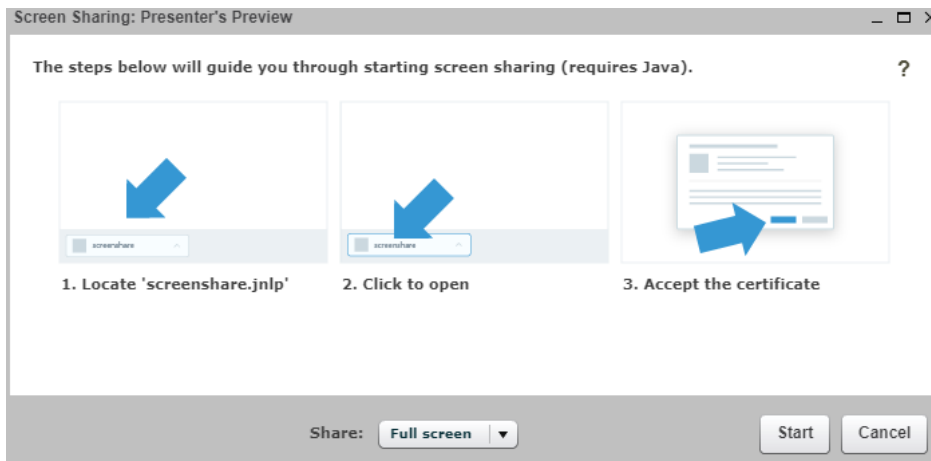 Screen Sharing: Presenter's Preview
The steps below will guide you through starting screen sharing (requires Java).
?
screenshare
screenshare
1. Locate 'screenshare.jnlp'
2. Click to open
3. Accept the certificate
Share:
Full screen
Start
Cancel